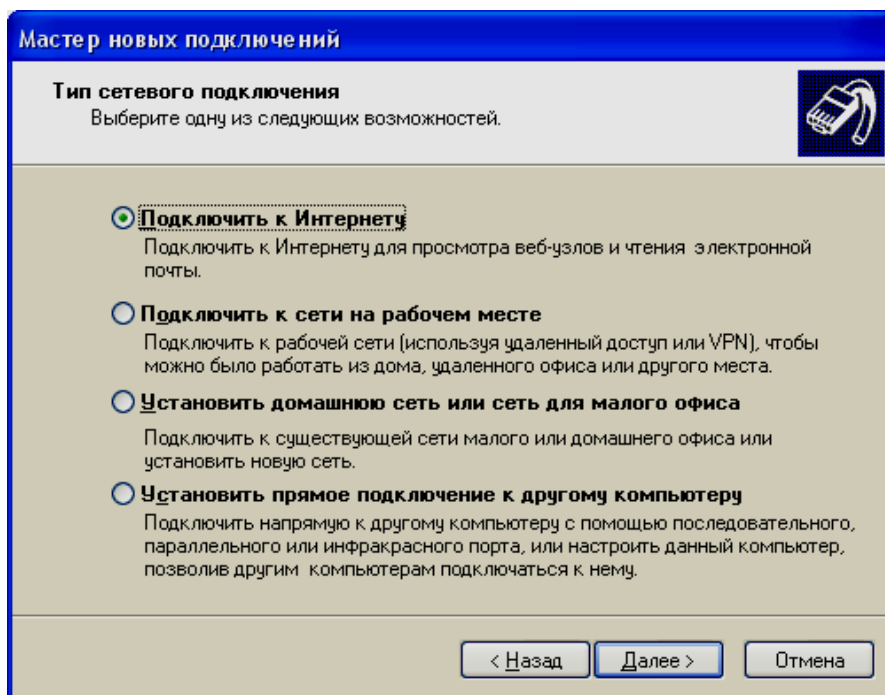 Мастер новых подключений
Тип сетевого подключения
Выберите одну из следующих возможностей.
Подключить к Интернету
Подключить к Интернету для просмотра веб-узлов и чтения электронной
почты.
Подключить к сети на рабочем месте
Подключить к рабочей сети (используя удаленный доступ или VPN), чтобы
можно было работать из дома, удаленного офиса или другого места.
Установить домашнюю сеть или сеть для малого офиса
Подключить к существующей сети малого или домашнего офиса или
установить новую сеть.
Установить прямое подключение к другому компьютеру
Подключить напрямую к другому компьютеру с помощью последовательного,
параллельного или инфракрасного порта, или настроить данный компьютер,
позволив другим компьютерам подключаться к нему.
< Назад Далее > Отмена